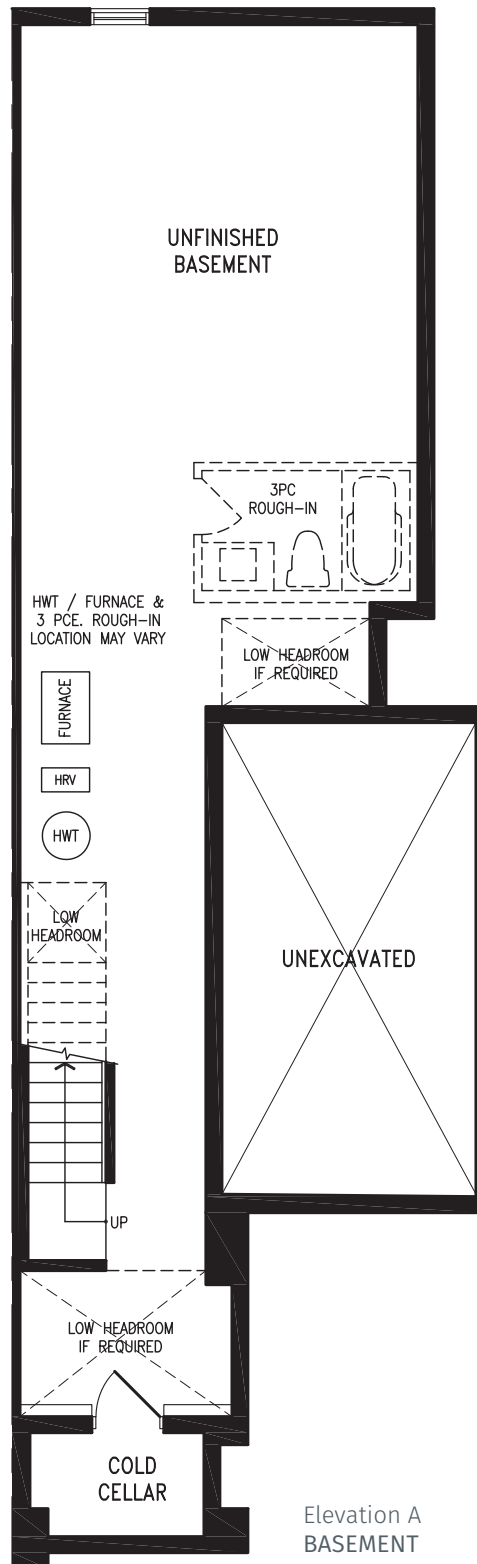 UNFINISHED
BASEMENT
3PC
ROUGH-IN
HWT / FURNACE &
3 PCE. ROUGH-IN
LOCATION MAY VARY
LOW HEADROOM
IF REQUIRED
FURNACE
HRV
HWT
LOW
HEADROOM
UNEXCAVATED
UP
LOW HEADROOM
IF REQUIRED
COLD
CELLAR
Elevation A
BASEMENT